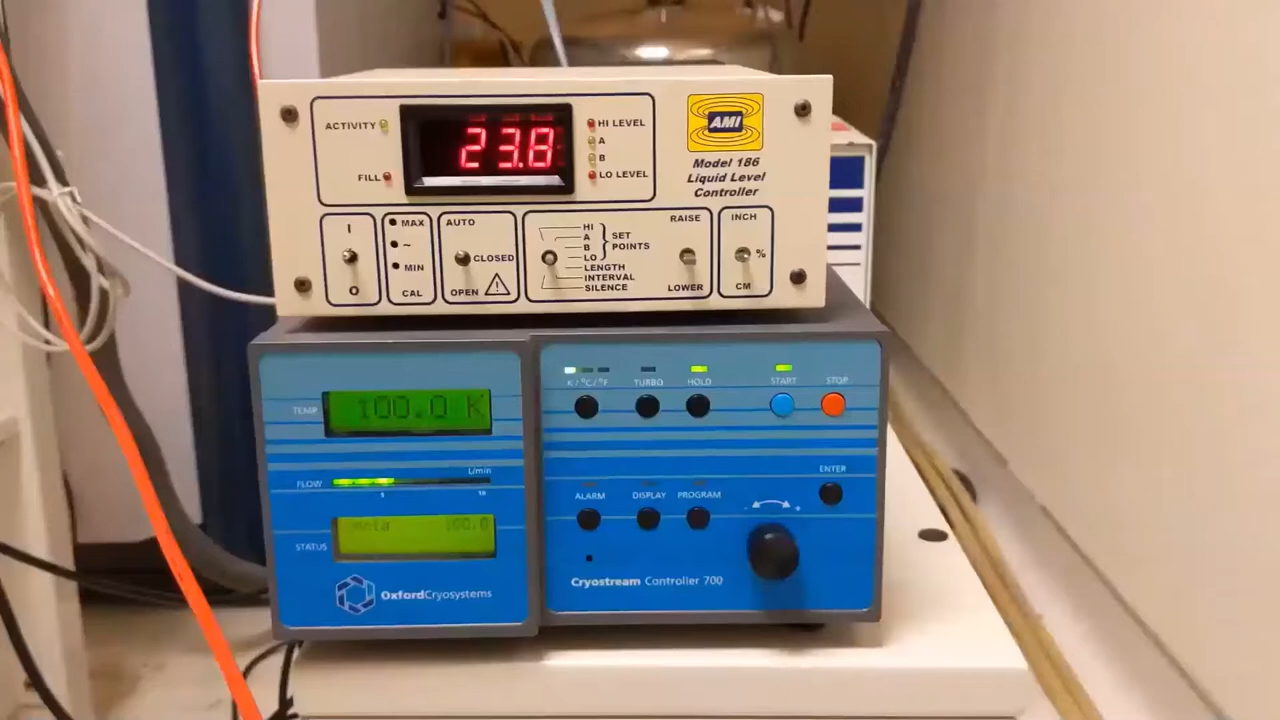 ACTIVITY
FILL
23.8
HI LEVEL
A
B
LO LEVEL
AMI
Model 186
Liquid Level
Controller
I
O
MAX
~
MIN
CAL
AUTO
CLOSED
OPEN
HI
A
B
LO
SET
POINTS
LENGTH
INTERVAL
SILENCE
RAISE
LOWER
INCH
%
CM
TEMP
100.0 K
FLOW
L/min
5
10
STATUS
100.0
OxfordCryosystems
K / °C / °F
TURBO
HOLD
START
STOP
ALARM
DISPLAY
PROGRAM
- +
ENTER
Cryostream Controller 700